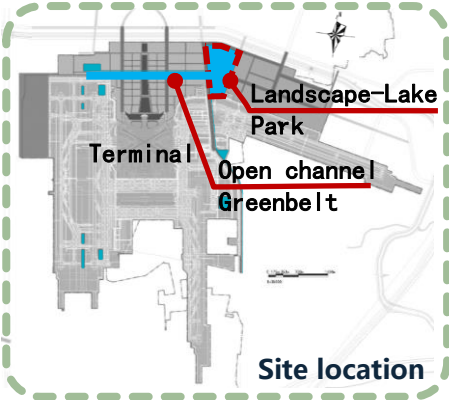 Landscape-Lake
Park
Terminal
Open channel
Greenbelt
Site location